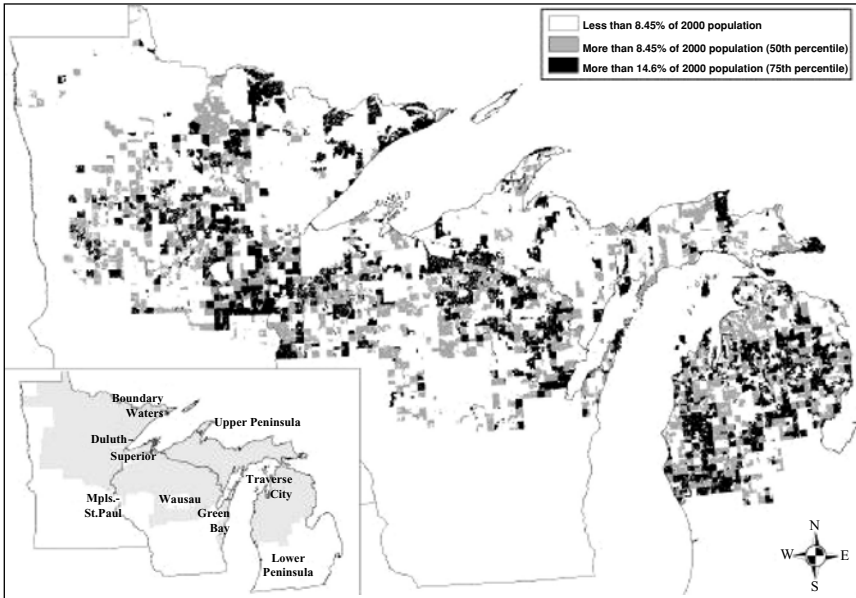 Less than 8.45% of 2000 population
More than 8.45% of 2000 population (50th percentile)
More than 14.6% of 2000 population (75th percentile)
Boundary
Waters
Upper Peninsula
Duluth–
Superior
Traverse
City
Mpls.-
St.Paul
Wausau
Green
Bay
Lower
Peninsula
N
W
E
S